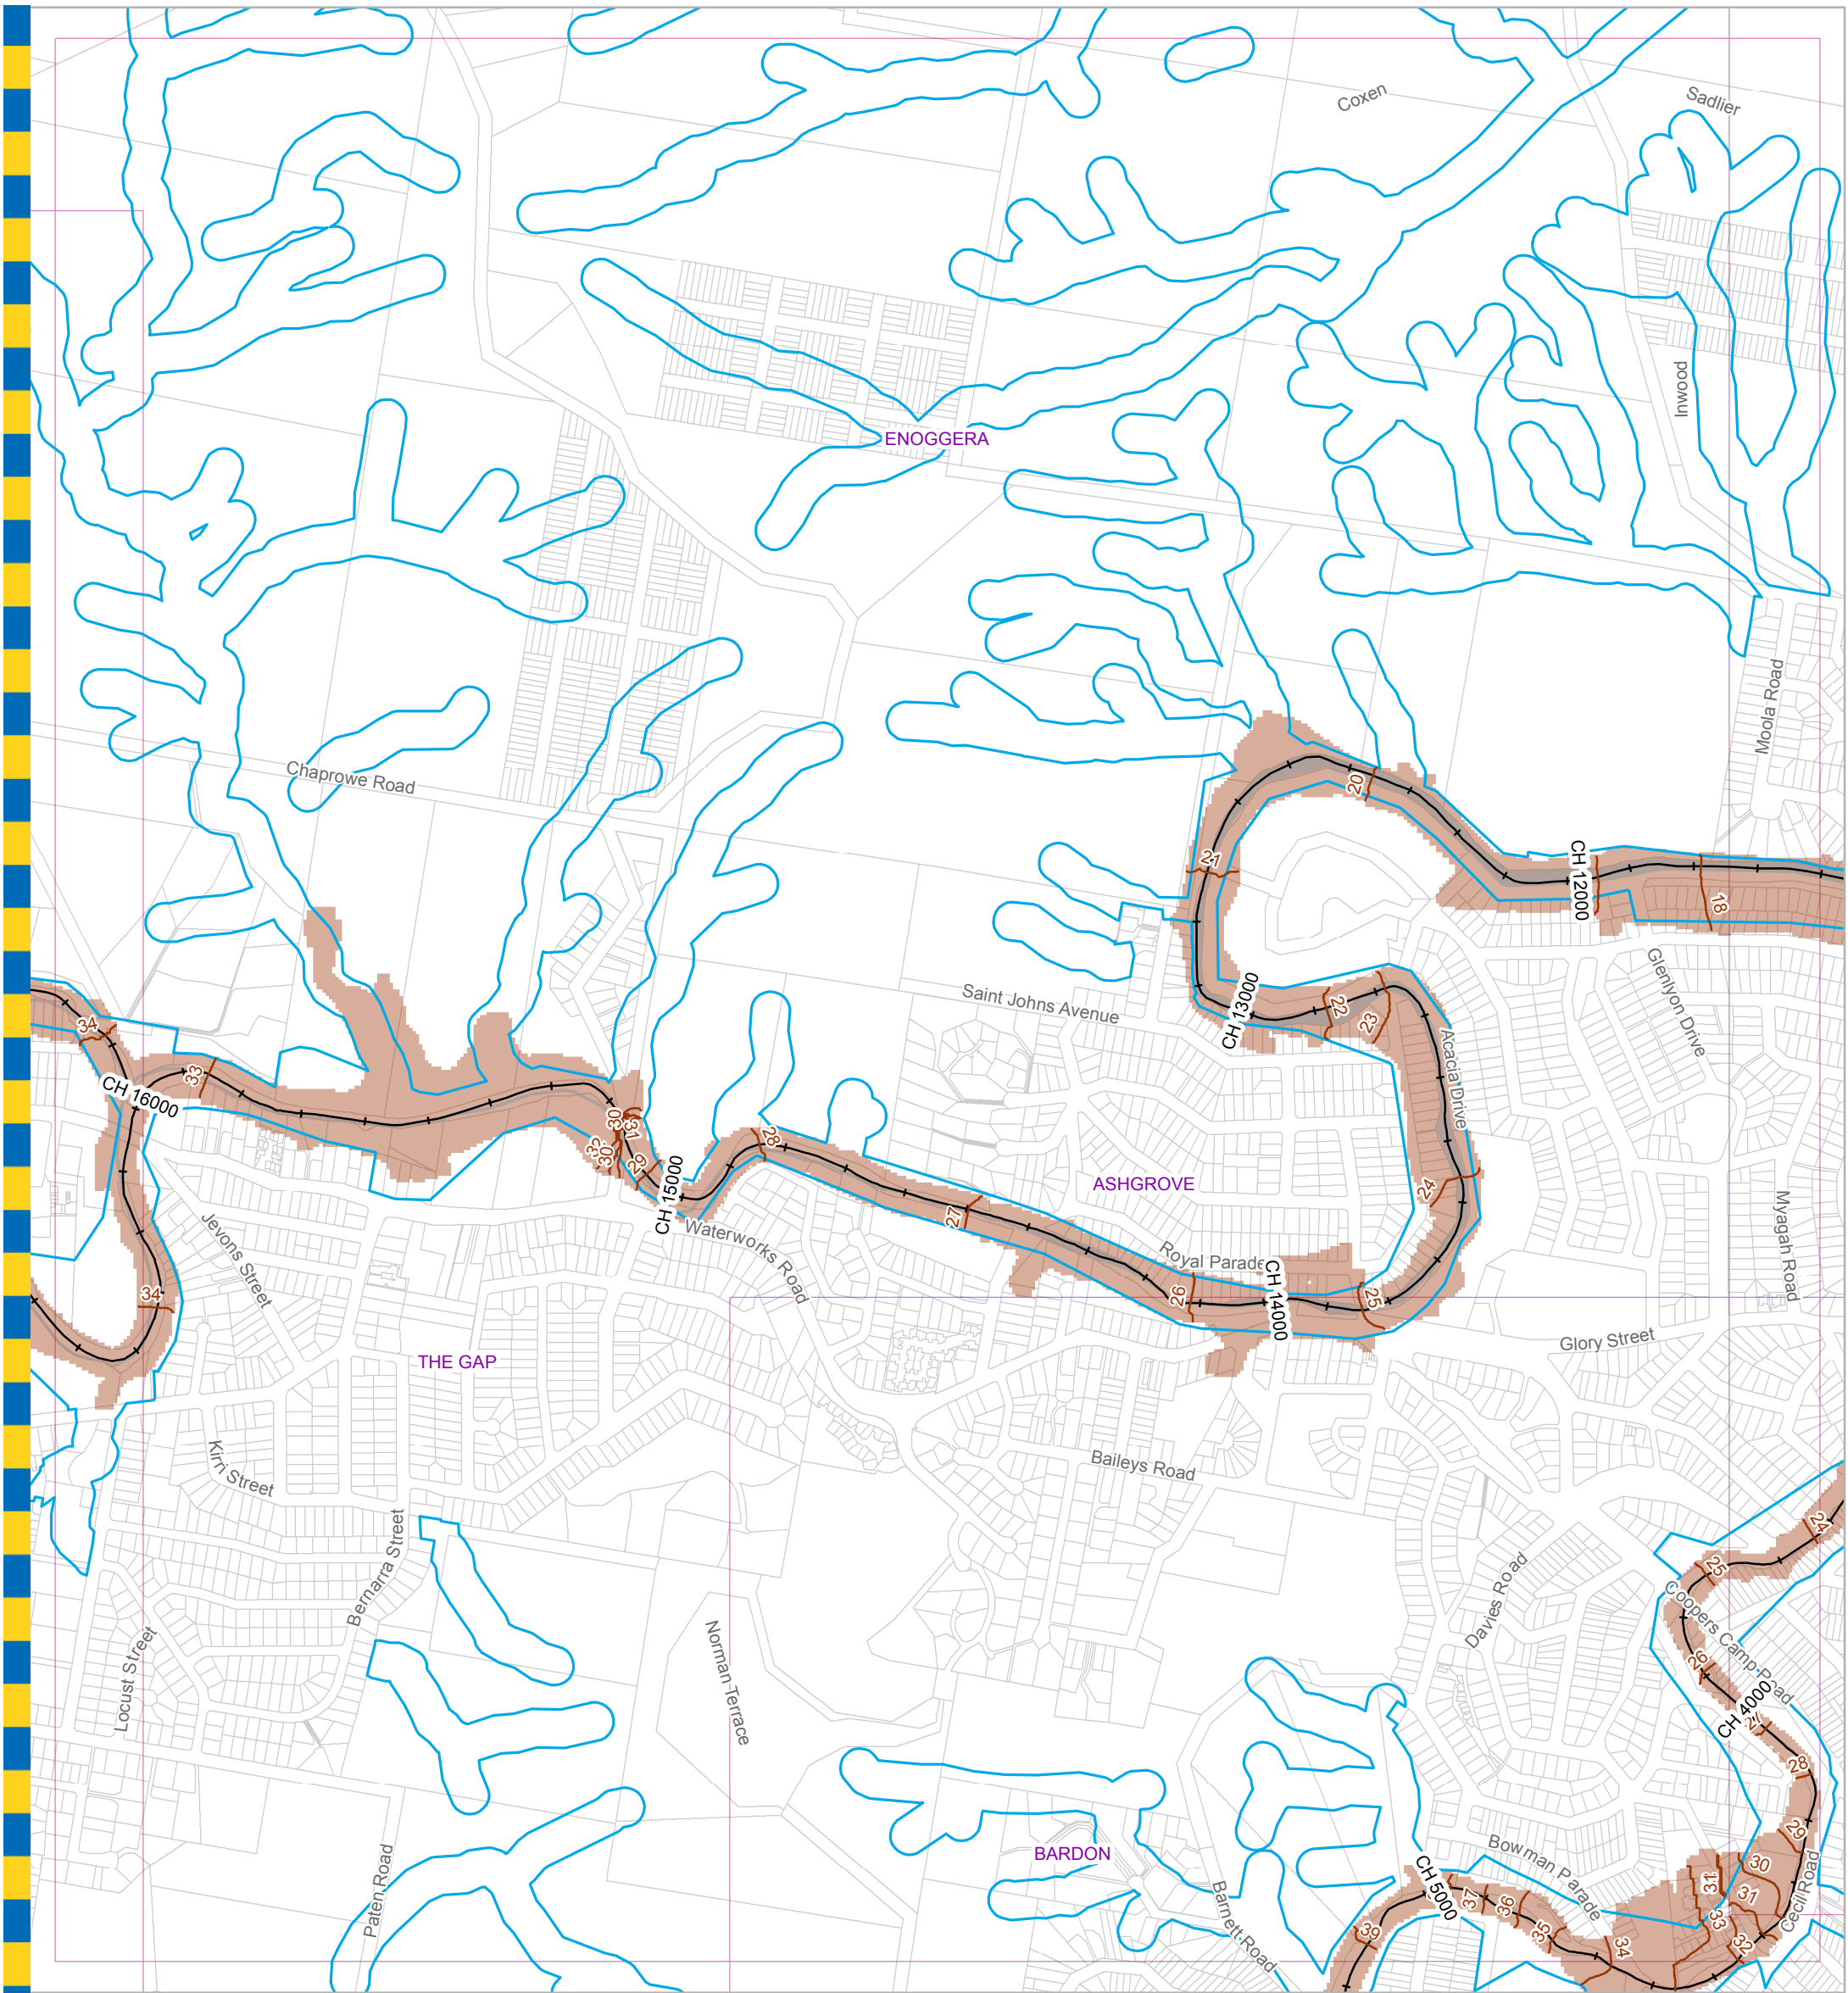 Coxen
Sadlier
Inwood
ENOGGERA
Moola Road
Chaprowe Road
20
21
CH 12000
18
Glenlyon Drive
Saint Johns Avenue
CH 13000
22
23
34
Acacia Drive
33
CH 16000
30
31
32
30
29
28
CH 15000
ASHGROVE
24
27
Myagah Road
Jevons Street
Waterworks Road
Royal Parade
CH 14000
34
26
25
Glory Street
THE GAP
Kirri Street
Baileys Road
Bernarra Street
24
25
Coopers Camp Road
Davies Road
Locust Street
Norman Terrace
26
CH 4000
27
28
29
BARDON
Bowman Parade
30
31
31
Cecil Road
Paten Road
Barnett Road
CH 5000
37
36
35
33
32
34
39